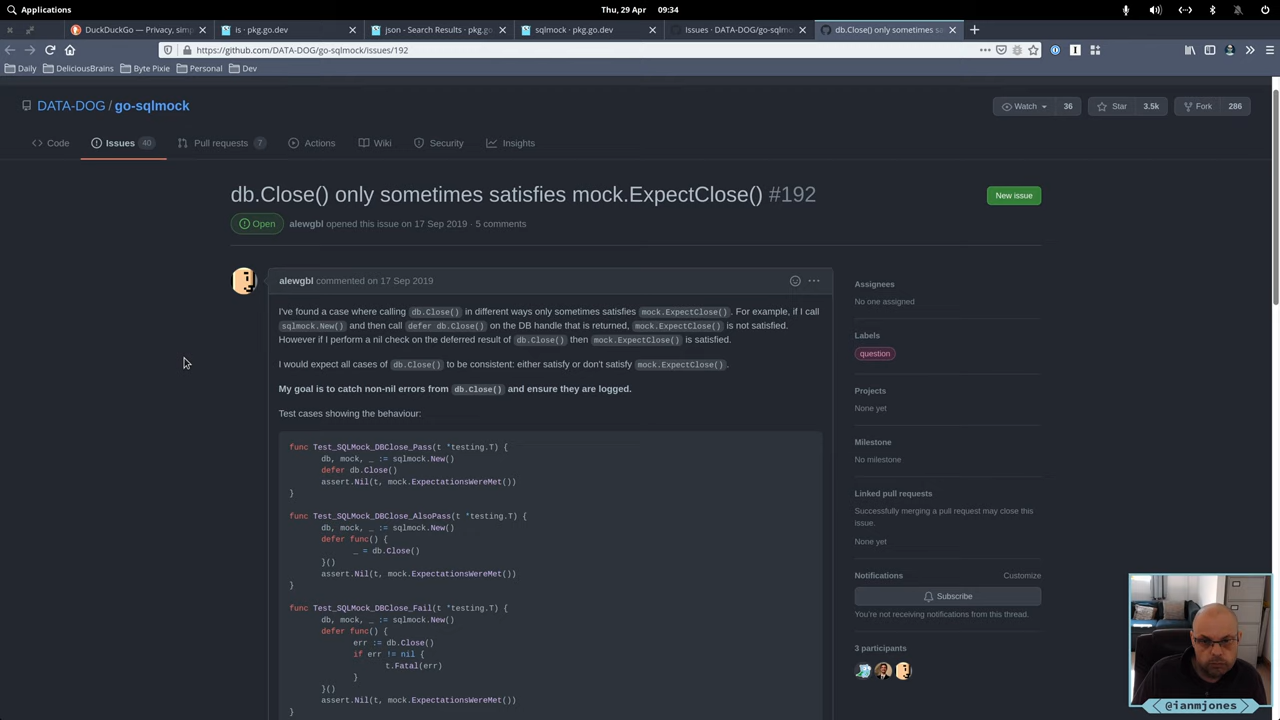 Applications
Thu, 29 Apr 09:34
DuckDuckGo — Privacy, sim
is · pkg.go.dev
json - Search Results · pkg.go
sqlmock · pkg.go.dev
Issues · DATA-DOG/go-sqlmo
db.Close() only sometimes sa
https://github.com/DATA-DOG/go-sqlmock/issues/192
Daily
DeliciousBrains
Byte Pixie
Personal
Dev
DATA-DOG / go-sqlmock
Watch 36
Star 3.5k
Fork 286
Code
Issues 40
Pull requests 7
Actions
Wiki
Security
Insights
db.Close() only sometimes satisfies mock.ExpectClose() #192
New issue
Open
alewgbl opened this issue on 17 Sep 2019 · 5 comments
alewgbl commented on 17 Sep 2019
I've found a case where calling db.Close() in different ways only sometimes satisfies mock.ExpectClose(). For example, if I call
sqlmock.New() and then call defer db.Close() on the DB handle that is returned, mock.ExpectClose() is not satisfied.
However if I perform a nil check on the deferred result of db.Close() then mock.ExpectClose() is satisfied.
I would expect all cases of db.Close() to be consistent: either satisfy or don't satisfy mock.ExpectClose().
My goal is to catch non-nil errors from db.Close() and ensure they are logged.
Test cases showing the behaviour:
func Test_SQLMock_DBClose_Pass(t *testing.T) {
db, mock, _ := sqlmock.New()
defer db.Close()
assert.Nil(t, mock.ExpectationsWereMet())
}
func Test_SQLMock_DBClose_AlsoPass(t *testing.T) {
db, mock, _ := sqlmock.New()
defer func() {
_ = db.Close()
}()
assert.Nil(t, mock.ExpectationsWereMet())
}
func Test_SQLMock_DBClose_Fail(t *testing.T) {
db, mock, _ := sqlmock.New()
defer func() {
err := db.Close()
if err != nil {
t.Fatal(err)
}
}()
assert.Nil(t, mock.ExpectationsWereMet())
}
Assignees
No one assigned
Labels
question
Projects
None yet
Milestone
No milestone
Linked pull requests
Successfully merging a pull request may close this
issue.
None yet
Notifications
Customize
Subscribe
You're not receiving notifications from this thread.
3 participants
@ianmjones